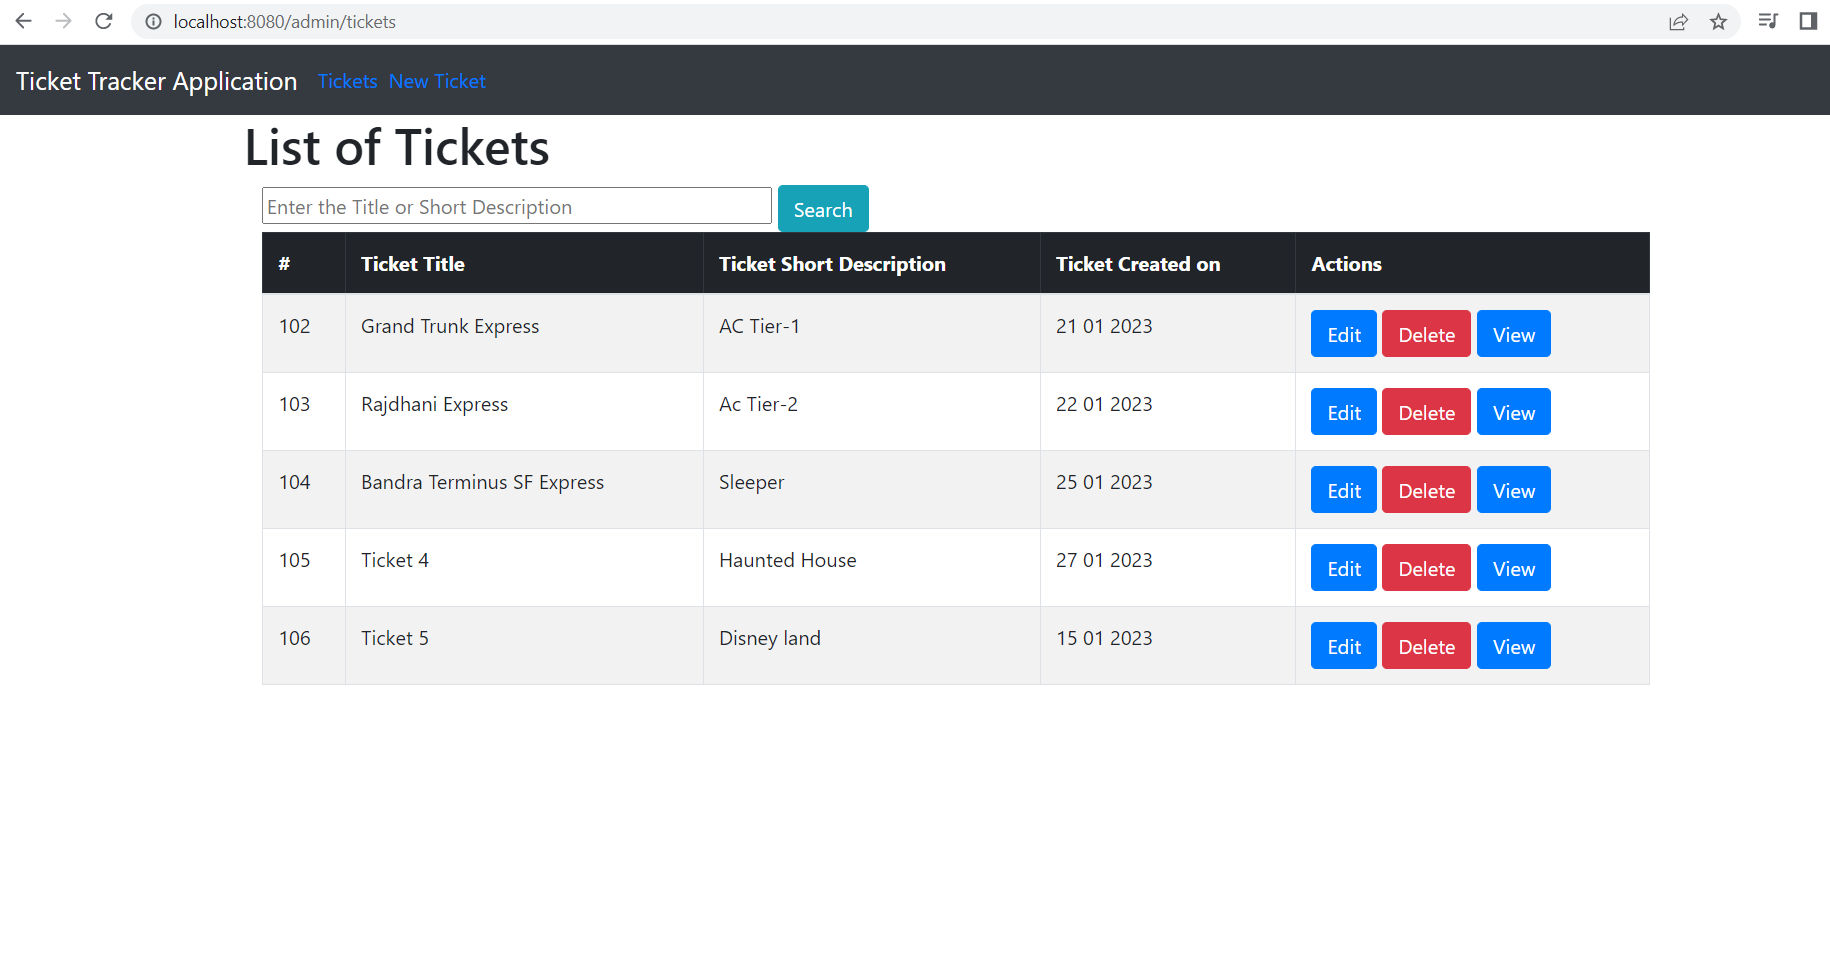 localhost:8080/admin/tickets
Ticket Tracker Application Tickets New Ticket
List of Tickets
Enter the Title or Short Description Search
# Ticket Title Ticket Short Description Ticket Created on Actions
102 Grand Trunk Express AC Tier-1 21 01 2023 Edit Delete View
103 Rajdhani Express Ac Tier-2 22 01 2023 Edit Delete View
104 Bandra Terminus SF Express Sleeper 25 01 2023 Edit Delete View
105 Ticket 4 Haunted House 27 01 2023 Edit Delete View
106 Ticket 5 Disney land 15 01 2023 Edit Delete View